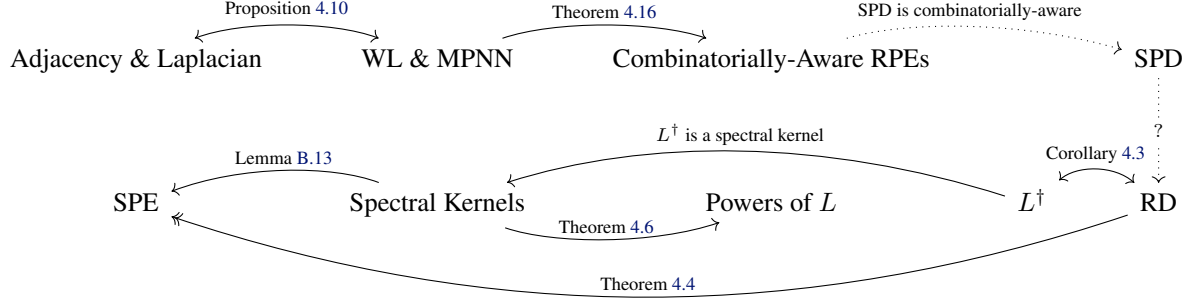 Proposition 4.10
Theorem 4.16
SPD is combinatorially-aware
Adjacency & Laplacian
WL & MPNN
Combinatorially-Aware RPEs
SPD
?
L† is a spectral kernel
Lemma B.13
Corollary 4.3
SPE
Spectral Kernels
Powers of L
L†
RD
Theorem 4.6
Theorem 4.4